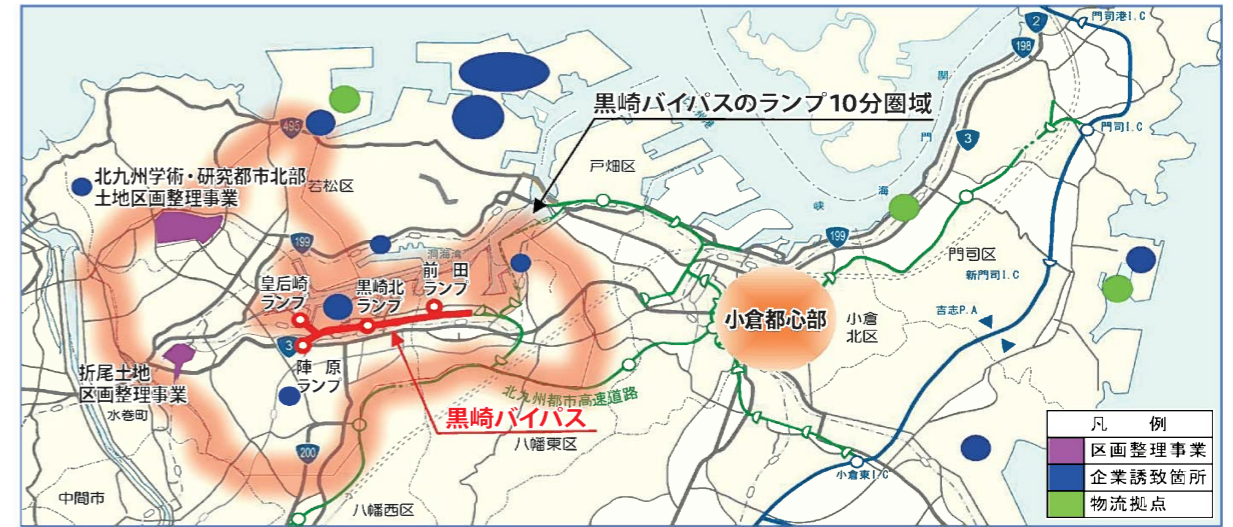 門司港I.C
2
198
関
黒崎バイパスのランプ10分圏域
門
3
門司I.C
495
戸畑区
北九州学術・研究都市北部
土地区画整理事業
若松区
海
峡
199
199
洞海湾
門司区
新門司I.C
皇后崎
ランプ
黒崎北
ランプ
前田
ランプ
吉志P.A
小倉都心部
小倉
北区
3
陣原
ランプ
折尾土地
区画整理事業
水巻町
北九州都市高速道路
黒崎バイパス
八幡東区
200
小倉東I.C
中間市
八幡西区
凡例
区画整理事業
企業誘致箇所
物流拠点